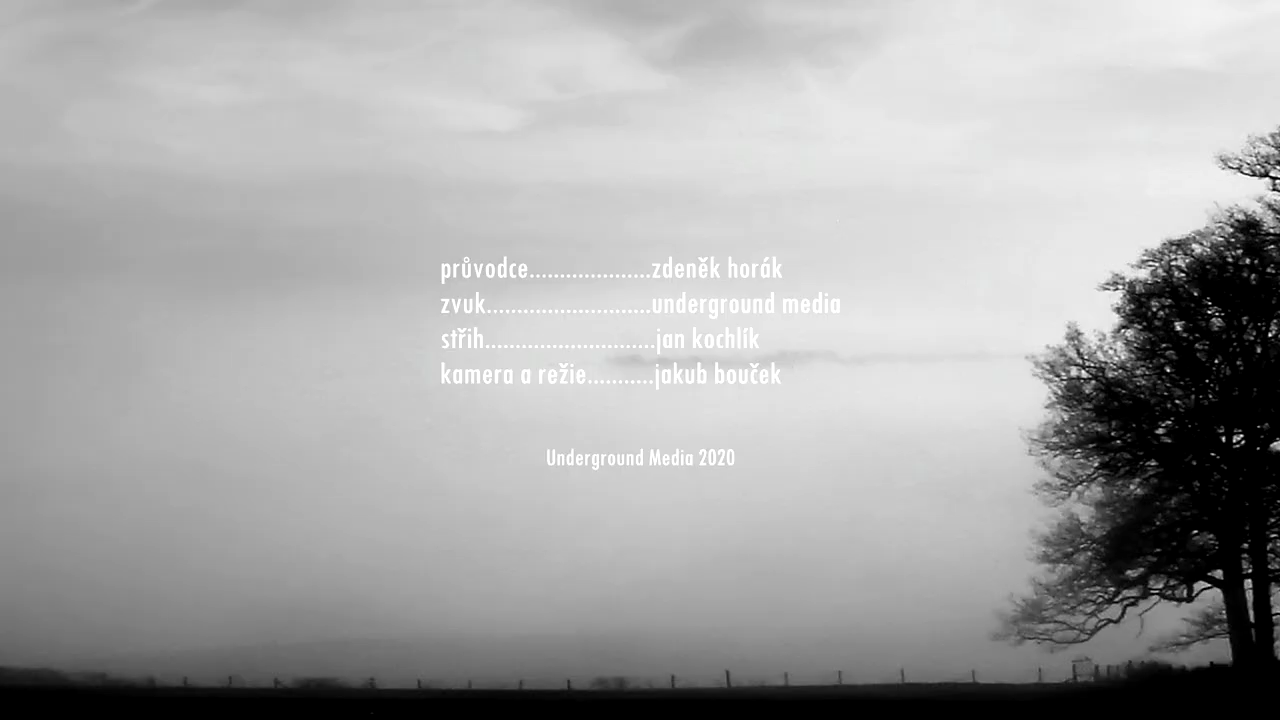 průvodce....................zdeněk horák
zvuk...........................underground media
střih............................jan kochlík
kamera a režie...........jakub bouček
Underground Media 2020